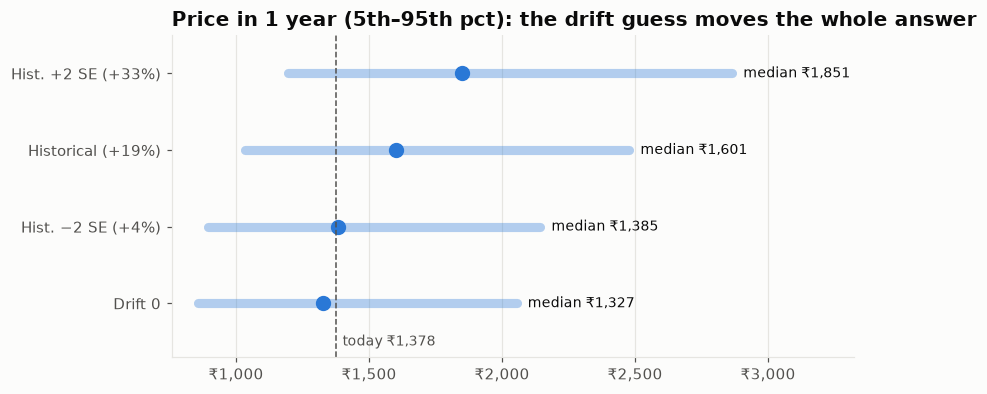 Price in 1 year (5th–95th pct): the drift guess moves the whole answer
Hist. +2 SE (+33%)
median ₹1,851
Historical (+19%)
median ₹1,601
Hist. −2 SE (+4%)
median ₹1,385
Drift 0
median ₹1,327
today ₹1,378
₹1,000
₹1,500
₹2,000
₹2,500
₹3,000